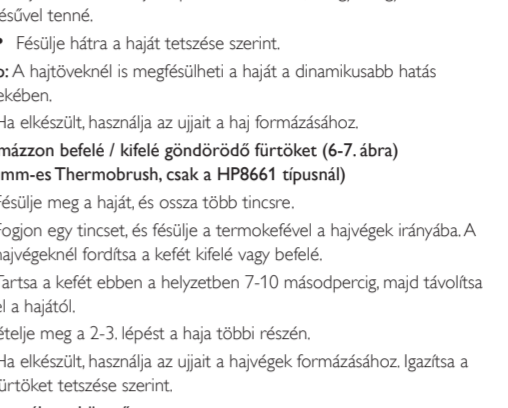 ésűvel tenné.
• Fésülje hátra a haját tetszése szerint.
A hajtöveknél is megfésülheti a haját a dinamikusabb hatás
ekében.
Ha elkészült, használja az ujjait a haj formázásához.
mázzon befelé / kifelé göndörödő fürtöket (6-7. ábra)
mm-es Thermobrush, csak a HP8661 típusnál)
Fésülje meg a haját, és ossza több tincsre.
Fogjon egy tincset, és fésülje a termokefével a hajvégek irányába. A
hajvégeknél fordítsa a kefét kifelé vagy befelé.
Tartsa a kefét ebben a helyzetben 7-10 másodpercig, majd távolítsa
el a hajától.
ételje meg a 2-3. lépést a haja többi részén.
Ha elkészült, használja az ujjait a hajvégek formázásához. Igazítsa a
fürtöket tetszése szerint.